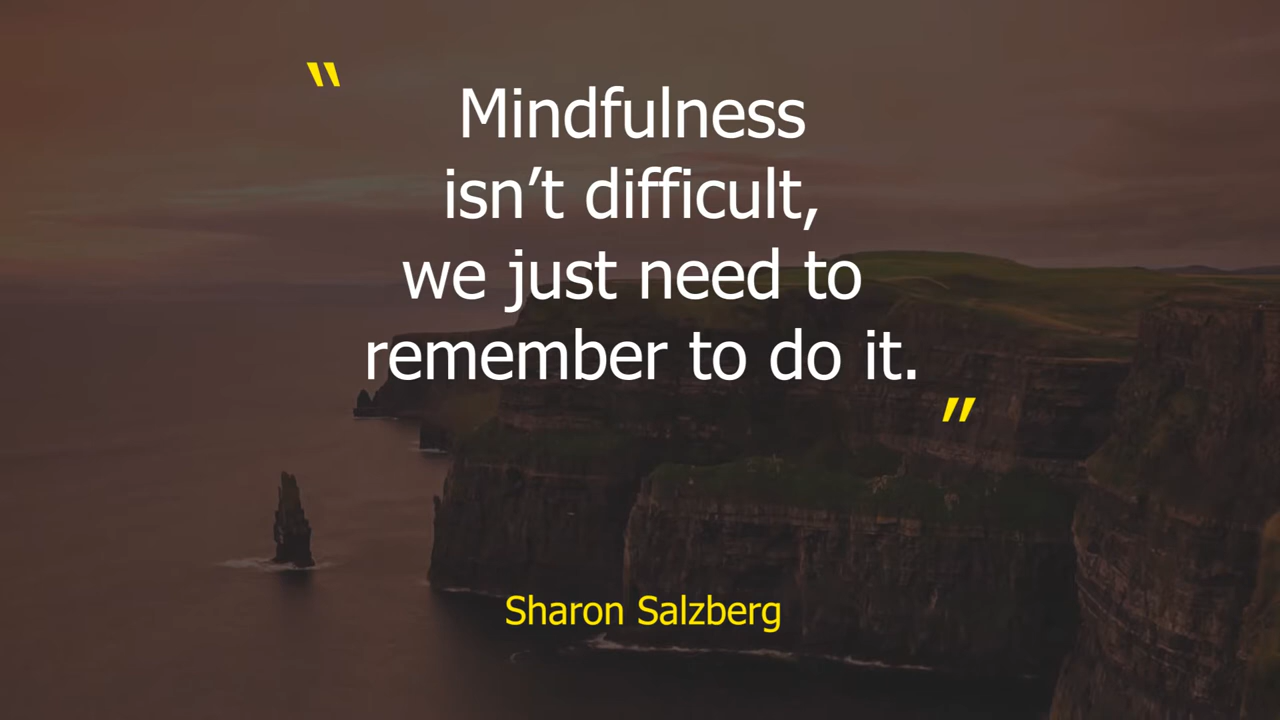 “
Mindfulness
isn’t difficult,
we just need to
remember to do it.
”
Sharon Salzberg